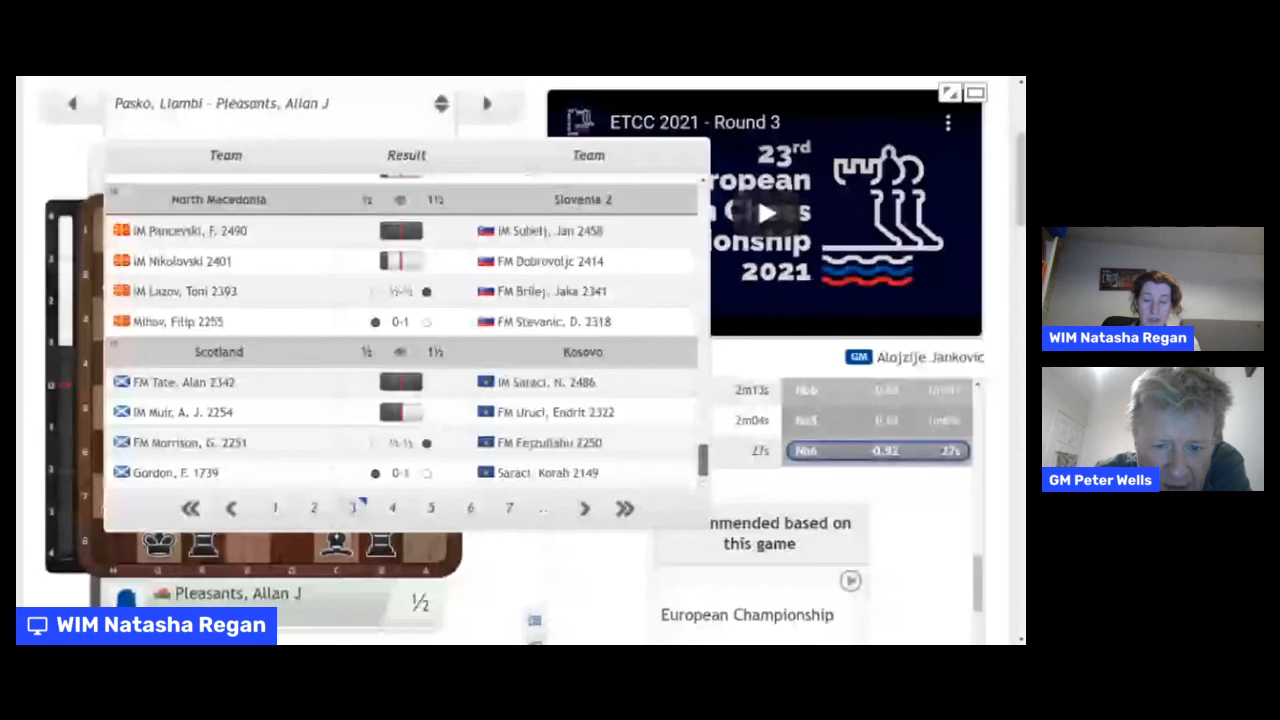 Pasko, Llambi - Pleasants, Allan J
ETCC 2021 - Round 3
23rd
ropean
onship
2021
Team Result Team
North Macedonia ½ 1½ Slovenia 2
IM Pancevski, F. 2490 IM Subelj, Jan 2458
IM Nikolovski 2401 FM Dobrovoljc 2414
IM Lazov, Toni 2393 ½-½ FM Brilej, Jaka 2341
Mihov, Filip 2255 0-1 FM Stevanic, D. 2318
Scotland ½ 1½ Kosovo
FM Tate, Alan 2342 IM Saraci, N. 2486
IM Muir, A. J. 2254 FM Uruci, Endrit 2322
FM Morrison, G. 2251 ½-½ FM Fejzullahu 2250
Gordon, F. 1739 0-1 Saraci, Korab 2149
1 2 3 4 5 6 7 ..
GM Alojzije Jankovic
2m13s
2m04s
27s Nb6 -0.92 27s
nmended based on
this game
European Championship
Pleasants, Allan J ½
WIM Natasha Regan
WIM Natasha Regan
GM Peter Wells